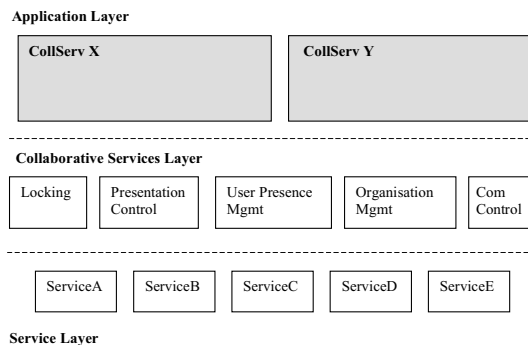 Application Layer
CollServ X
CollServ Y
Collaborative Services Layer
Locking
Presentation
Control
User Presence
Mgmt
Organisation
Mgmt
Com
Control
ServiceA
ServiceB
ServiceC
ServiceD
ServiceE
Service Layer